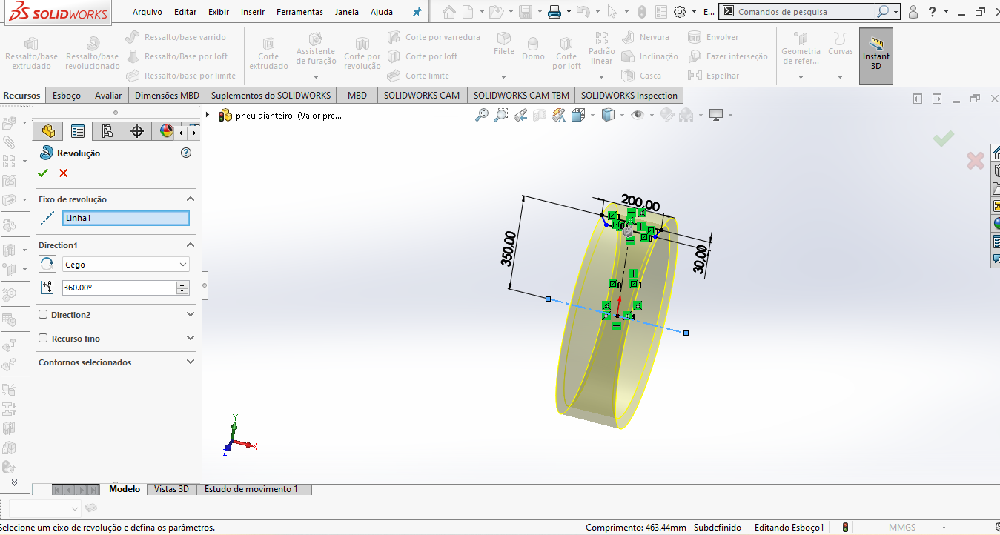 SOLIDWORKS Arquivo Editar Exibir Inserir Ferramentas Janela Ajuda E... Comandos de pesquisa ?
Ressalto/base extrudado
Ressalto/base revolucionado
Ressalto/base varrido
Ressalto/Base por loft
Ressalto/base por limite
Corte extrudado
Assistente de furação
Corte por revolução
Corte por varredura
Corte por loft
Corte limite
Filete
Domo
Corte por loft
Padrão linear
Nervura
Inclinação
Casca
Envolver
Fazer interseção
Espelhar
Geometria de refer...
Curvas
Instant 3D
Recursos Esboço Avaliar Dimensões MBD Suplementos do SOLIDWORKS MBD SOLIDWORKS CAM SOLIDWORKS CAM TBM SOLIDWORKS Inspection
pneu dianteiro (Valor pre...
Revolução ?
Eixo de revolução
Linha1
Direction1
Cego
A1
360.00º
Direction2
Recurso fino
Contornos selecionados
200,00
350,00
30,00
0
1
4
Y
X
Z
Modelo Vistas 3D Estudo de movimento 1
Selecione um eixo de revolução e defina os parâmetros. Comprimento: 463.44mm Subdefinido Editando Esboço1 MMGS